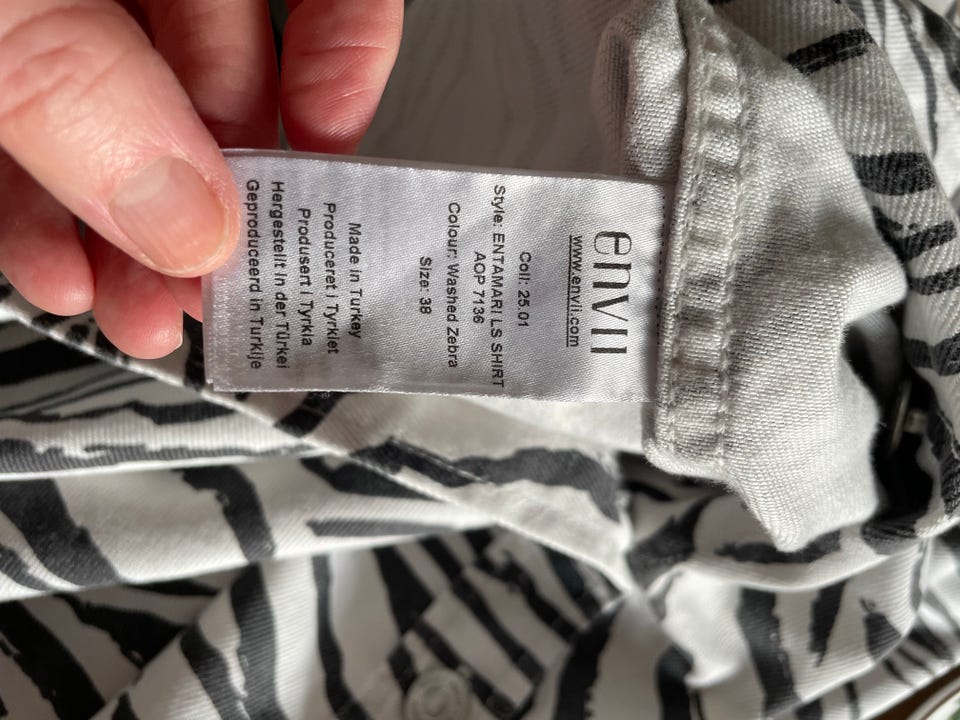 envii
www.envii.com
Coll: 25.01
Style: ENTAMARI LS SHIRT
AOP 7136
Colour: Washed Zebra
Size: 38
Made in Turkey
Produceret i Tyrkiet
Produsert i Tyrkia
Hergestellt in der Türkei
Geproduceerd in Turkije